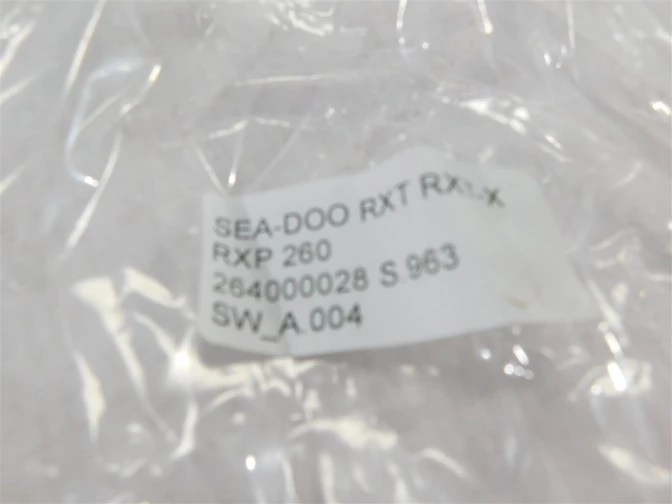 SEA-DOO RXT RXT-X
RXP 260
264000028 S.963
SW_A.004